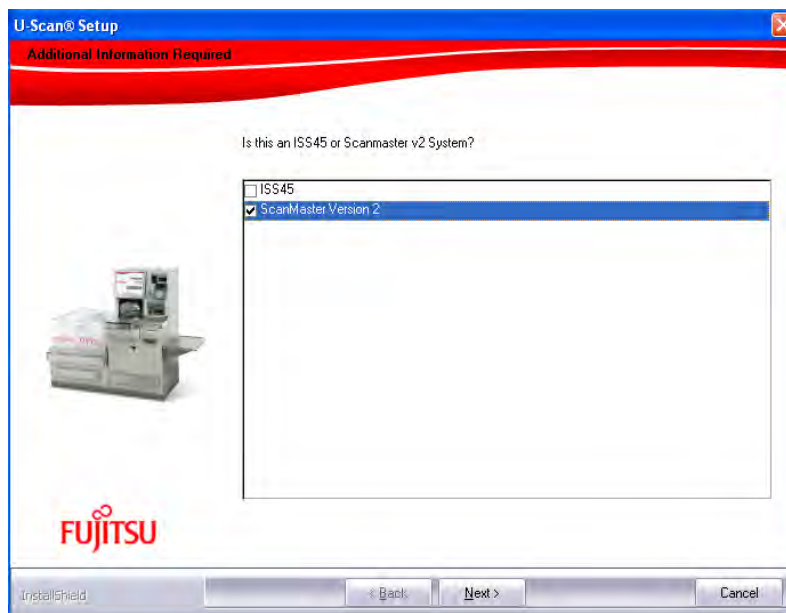 U-Scan® Setup
Additional Information Required
Is this an ISS45 or Scanmaster v2 System?
ISS45
ScanMaster Version 2
FUJITSU
InstallShield
< Back
Next >
Cancel